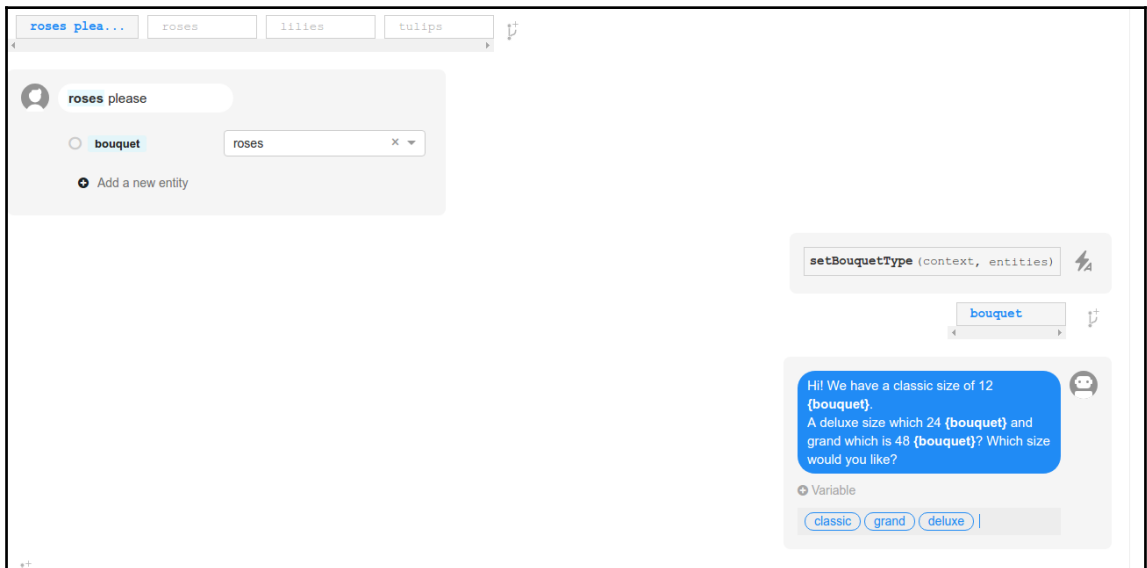 roses plea... roses lilies tulips
roses please
bouquet roses
Add a new entity
setBouquetType(context, entities)
bouquet
Hi! We have a classic size of 12
{bouquet}.
A deluxe size which 24 {bouquet} and
grand which is 48 {bouquet}? Which size
would you like?
Variable
classic grand deluxe